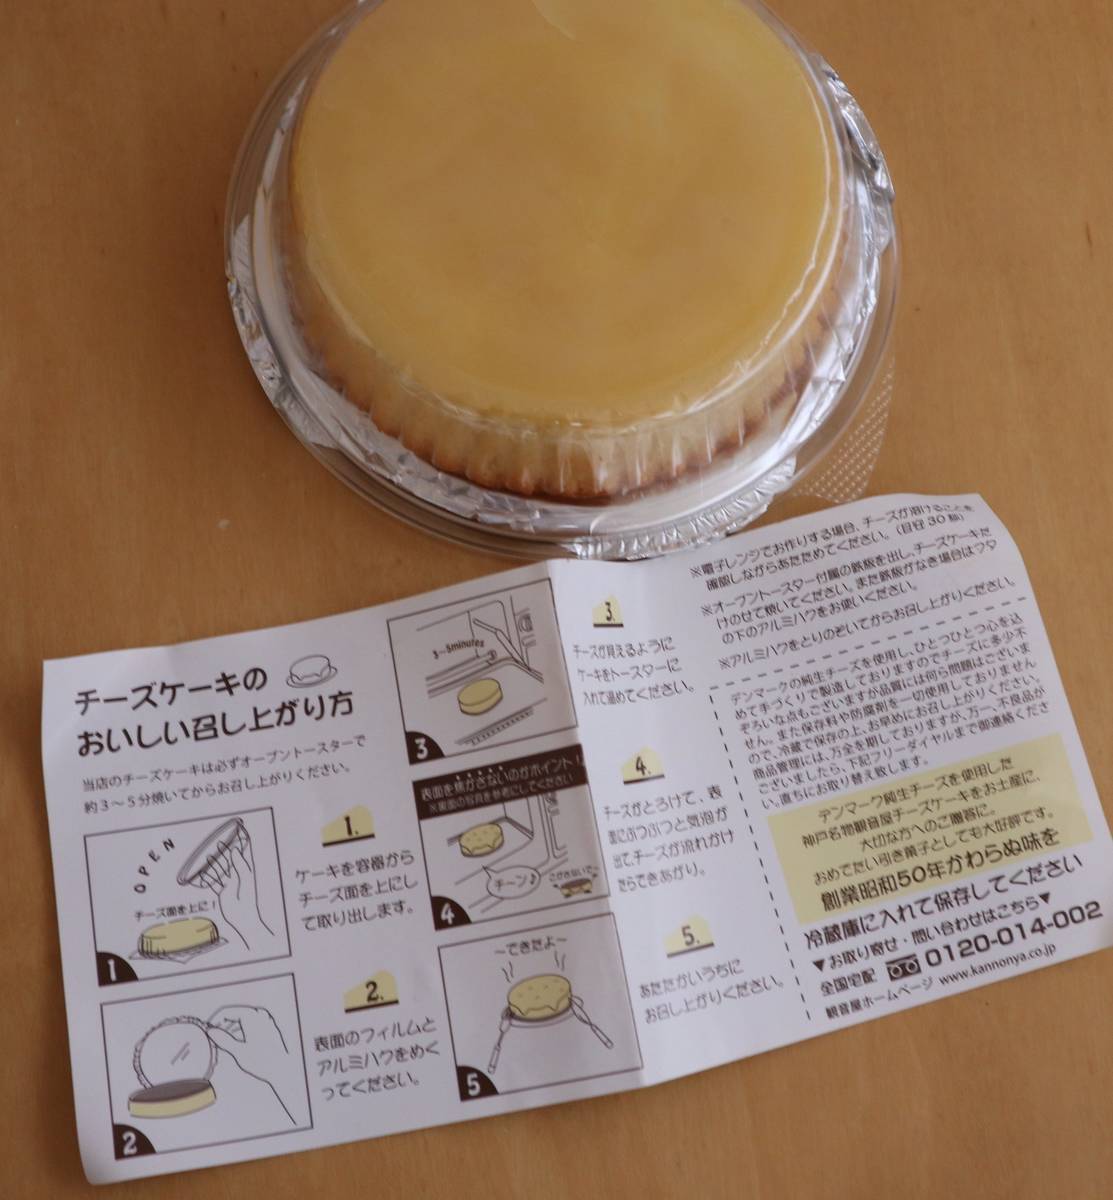 チーズケーキの
おいしい召し上がり方
当店のチーズケーキは必ずオーブントースターで
約3～5分焼いてからお召し上がりください。
OPEN
チーズ面を上に!
1
1.
ケーキを容器から
チーズ面を上にし
て取り出します。
2
2.
表面のフィルムと
アルミハクをめく
ってください。
3~5minutes
3
3.
チーズが見えるように
ケーキをトースターに
入れて温めてください。
表面を焦がさないのがポイント!
※裏面の写真を参考にしてください
チーン♪
こがさないで～
4
4.
チーズがとろけて、表
面にぶつぶつと気泡が
出てチーズが流れかけ
たらできあがり。
～できたよ～
5
5.
あたたかいうちに
お召し上がりください。
※電子レンジでお作りする場合、チーズが溶けることを
確認しながらあたためてください。(目安30秒)
※オーブントースター付属の鉄板を出し、チーズケーキだ
けのせて焼いてください。また鉄板がなき場合はフタ
の下のアルミハクをお使いください。
※アルミハクをとりのぞいてからお召し上がりください。
デンマークの純生チーズを使用し、ひとつひとつ心を込
めて手づくりで製造しておりますのでチーズに多少不
ぞろいな点もございますが品質には何ら問題はございま
せん。また保存料や防腐剤を一切使用しておりません
ので、冷蔵で保存の上、お早めにお召し上がりください。
商品管理には、万全を期しておりますが、万一、不良品が
ございましたら、下記フリーダイヤルまで御連絡くださ
い。直ちにお取り替え致します。
デンマーク純生チーズを使用した
神戸名物観音屋チーズケーキをお土産に、
大切な方へのご贈答に。
おめでたい引き菓子としても大好評です。
創業昭和50年かわらぬ味を
冷蔵庫に入れて保存してください
▼お取り寄せ・問い合わせはこちら▼
全国宅配 0120-014-002
観音屋ホームページ www.kannonya.co.jp